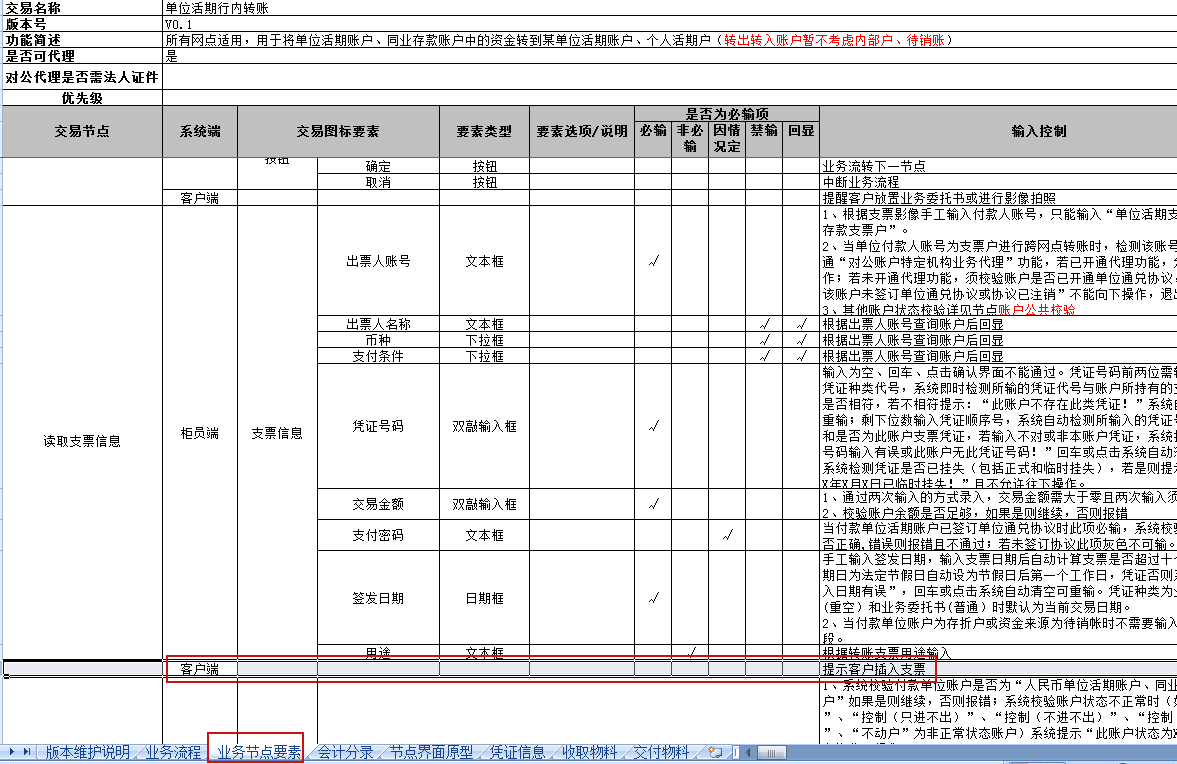 交易名称 单位活期行内转账
版本号 V0.1
功能简述 所有网点适用，用于将单位活期账户、同业存款账户中的资金转到某单位活期账户、个人活期户（转出转入账户暂不考虑内部户、待销账）
是否可代理 是
对公代理是否需法人证件
优先级
交易节点 系统端 交易图标要素 要素类型 要素选项/说明 是否为必输项 输入控制
必输 非必输 因情况定 禁输 回显
按钮 确定 按钮 业务流转下一节点
取消 按钮 中断业务流程
客户端 提醒客户放置业务委托书或进行影像拍照
读取支票信息 柜员端 支票信息
出票人账号 文本框 √
1、根据支票影像手工输入付款人账号，只能输入“单位活期支
存款支票户”。
2、当单位付款人账号为支票户进行跨网点转账时，检测该账号
通“对公账户特定机构业务代理”功能，若已开通代理功能，
作；若未开通代理功能，须校验账户是否已开通单位通兑协议
该账户未签订单位通兑协议或协议已注销”不能向下操作，退出
3、其他账户状态校验详见节点账户公共校验
出票人名称 文本框 √ √ 根据出票人账号查询账户后回显
币种 下拉框 √ √ 根据出票人账号查询账户后回显
支付条件 下拉框 √ √ 根据出票人账号查询账户后回显
凭证号码 双敲输入框 √
输入为空、回车、点击确认界面不能通过。凭证号码前两位需
凭证种类代号，系统即时检测所输的凭证代号与账户所持有的
是否相符，若不相符提示：“此账户不存在此类凭证！”系统
重输；剩下位数输入凭证顺序号，系统自动检测所输入的凭证
和是否为此账户支票凭证，若输入不对或非本账户凭证，系统
号码输入有误或此账户无此凭证号码！”回车或点击系统自动
系统检测凭证是否已挂失（包括正式和临时挂失），若是则提
X年X月X日已临时挂失！”且不允许往下操作。
交易金额 双敲输入框 √
1、通过两次输入的方式录入，交易金额需大于零且两次输入
2、校验账户余额是否足够，如果是则继续，否则报错
支付密码 文本框 √
当付款单位活期账户已签订单位通兑协议时此项必输，系统校
否正确,错误则报错且不通过；若未签订协议此项灰色不可输。
签发日期 日期框 √
手工输入签发日期，输入支票日期后自动计算支票是否超过十
期日为法定节假日自动设为节假日后第一个工作日，凭证否则
入日期有误”，回车或点击系统自动清空可重输。凭证种类为
(重空）和业务委托书(普通）时默认为当前交易日期。
2、当付款单位账户为存折户或资金来源为待销帐时不需要输入
段。
用途 文本框 √ 根据转账支票用途输入
客户端 提示客户插入支票
1、系统校验付款单位账户是否为“人民币单位活期账户、同业
户”如果是则继续，否则报错；系统校验账户状态不正常时（
”、“控制（只进不出）”、“控制（不进不出）”、“控制
”、“不动户”为非正常状态账户）系统提示“此账户状态为
版本维护说明 业务流程 业务节点要素 会计分录 节点界面原型 凭证信息 收取物料 交付物料